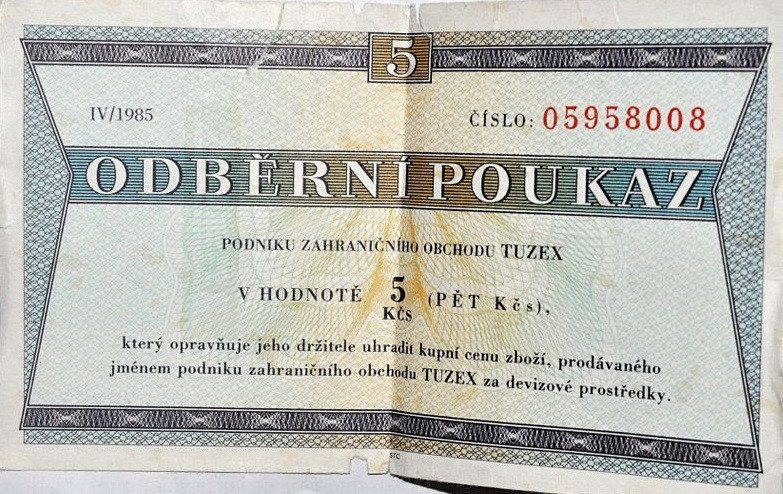 5
IV/1985
ČÍSLO: 05958008
ODBĚRNÍ POUKAZ
PODNIKU ZAHRANIČNÍHO OBCHODU TUZEX
V HODNOTĚ 5 KČs (PĚT Kčs),
který opravňuje jeho držitele uhradit kupní cenu zboží, prodávaného
jménem podniku zahraničního obchodu TUZEX za devizové prostředky.
STC